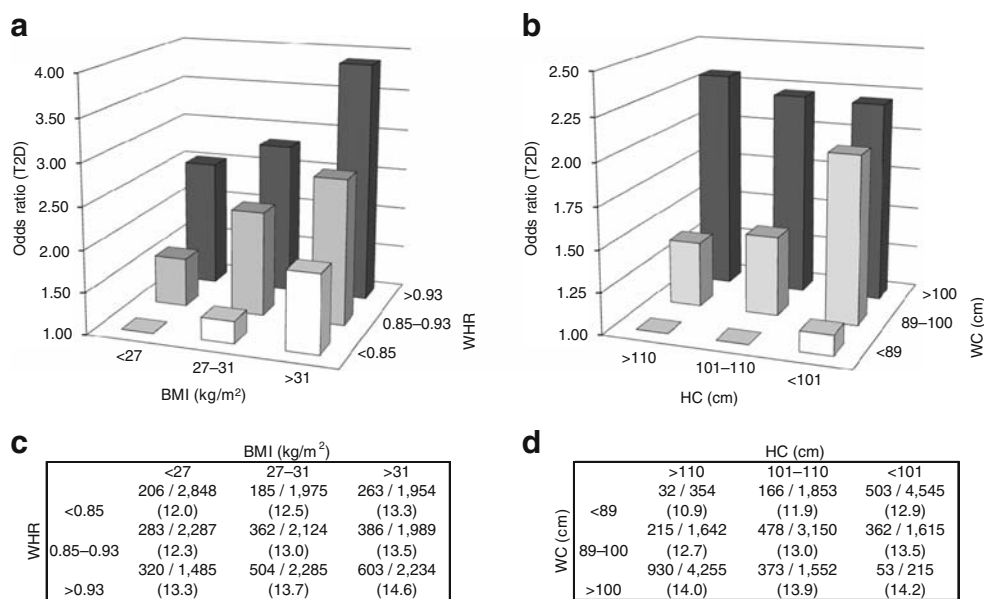 a
4.00
3.50
3.00
2.50
2.00
1.50
1.00
Odds ratio (T2D)
<27
27–31
>31
BMI (kg/m²)
>0.93
0.85–0.93
<0.85
WHR
b
2.50
2.25
2.00
1.75
1.50
1.25
1.00
Odds ratio (T2D)
>110
101–110
<101
HC (cm)
>100
89–100
<89
WC (cm)
c
BMI (kg/m²)
<27 27–31 >31
206 / 2,848 185 / 1,975 263 / 1,954
<0.85 (12.0) (12.5) (13.3)
283 / 2,287 362 / 2,124 386 / 1,989
0.85–0.93 (12.3) (13.0) (13.5)
320 / 1,485 504 / 2,285 603 / 2,234
>0.93 (13.3) (13.7) (14.6)
WHR
d
HC (cm)
>110 101–110 <101
32 / 354 166 / 1,853 503 / 4,545
<89 (10.9) (11.9) (12.9)
215 / 1,642 478 / 3,150 362 / 1,615
89–100 (12.7) (13.0) (13.5)
930 / 4,255 373 / 1,552 53 / 215
>100 (14.0) (13.9) (14.2)
WC (cm)